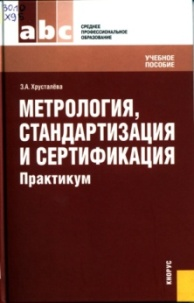 abc
СРЕДНЕЕ
ПРОФЕССИОНАЛЬНОЕ
ОБРАЗОВАНИЕ
УЧЕБНОЕ
ПОСОБИЕ
З.А. Хрусталёва
МЕТРОЛОГИЯ,
СТАНДАРТИЗАЦИЯ
И СЕРТИФИКАЦИЯ
Практикум
КНОРУС